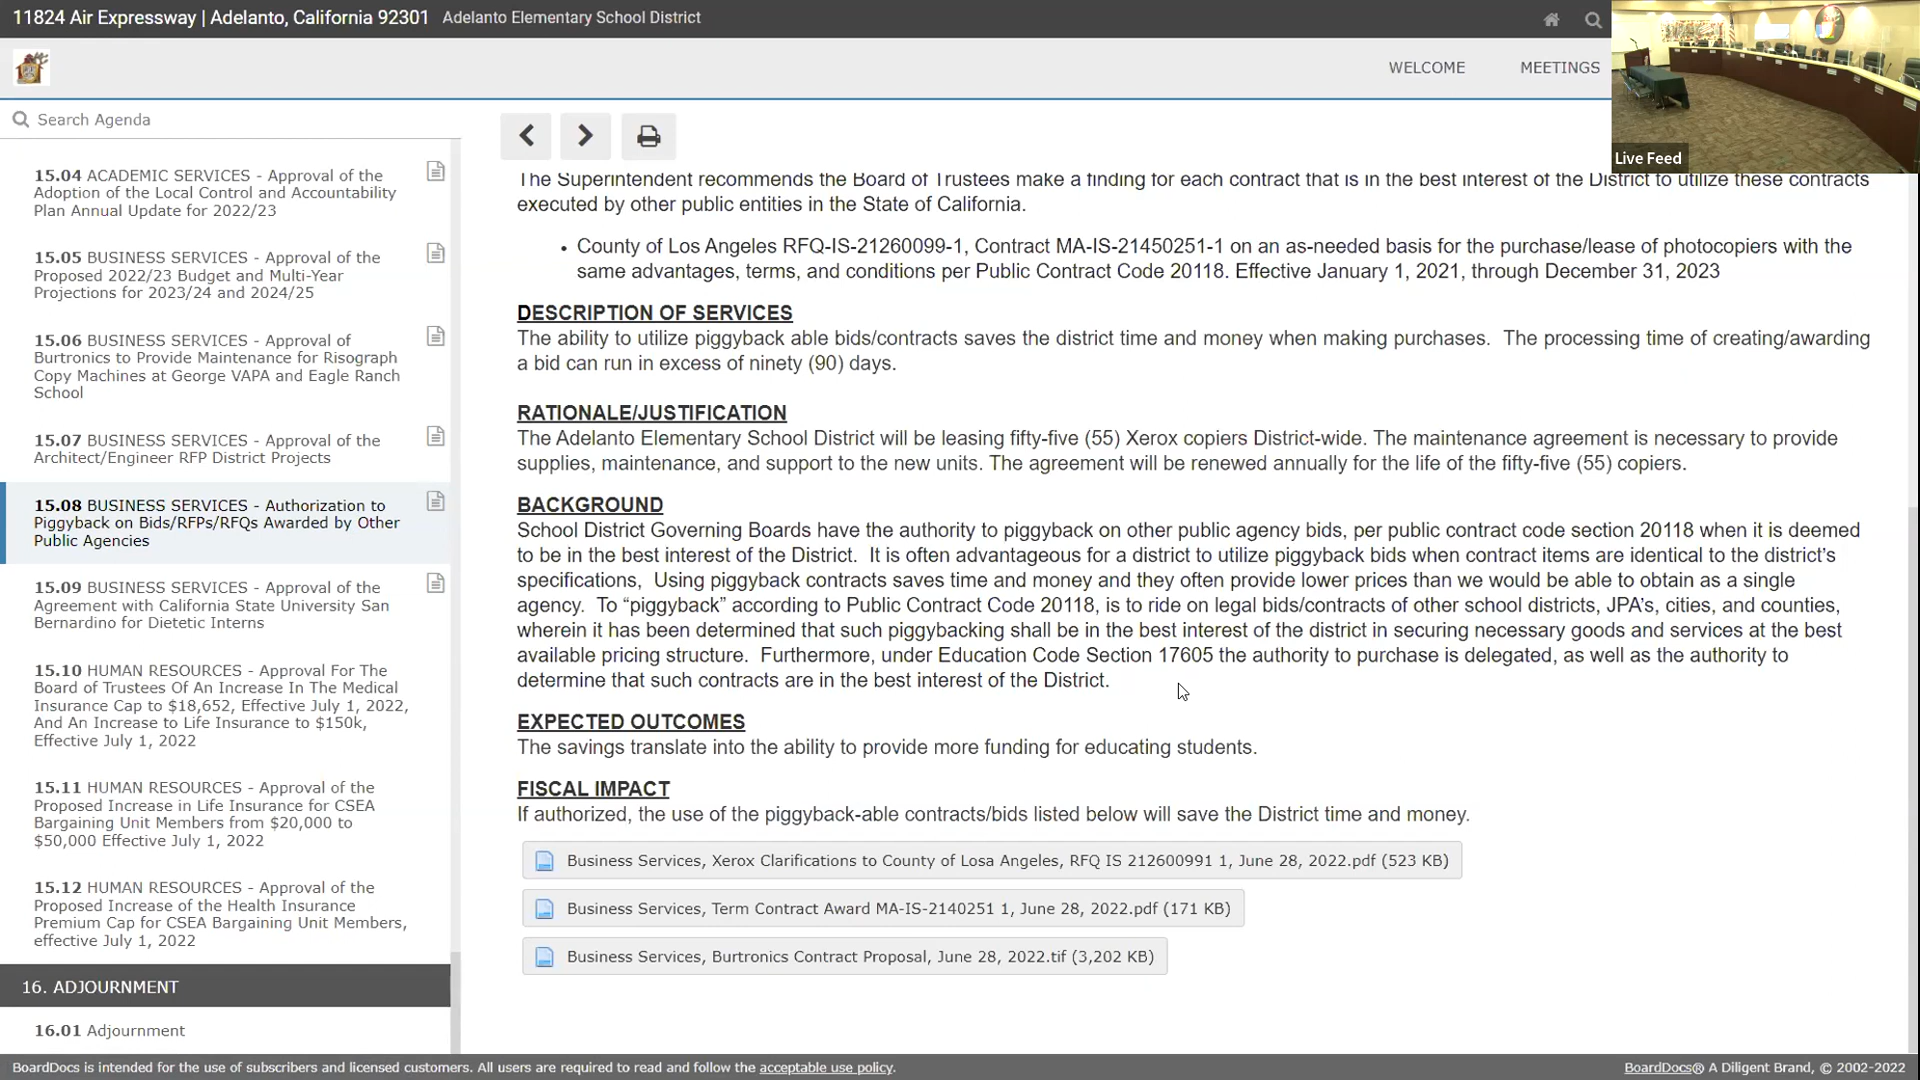 11824 Air Expressway | Adelanto, California 92301 Adelanto Elementary School District
WELCOME MEETINGS
Live Feed
Search Agenda
15.04 ACADEMIC SERVICES - Approval of the
Adoption of the Local Control and Accountability
Plan Annual Update for 2022/23
15.05 BUSINESS SERVICES - Approval of the
Proposed 2022/23 Budget and Multi-Year
Projections for 2023/24 and 2024/25
15.06 BUSINESS SERVICES - Approval of
Burtronics to Provide Maintenance for Risograph
Copy Machines at George VAPA and Eagle Ranch
School
15.07 BUSINESS SERVICES - Approval of the
Architect/Engineer RFP District Projects
15.08 BUSINESS SERVICES - Authorization to
Piggyback on Bids/RFPs/RFQs Awarded by Other
Public Agencies
15.09 BUSINESS SERVICES - Approval of the
Agreement with California State University San
Bernardino for Dietetic Interns
15.10 HUMAN RESOURCES - Approval For The
Board of Trustees Of An Increase In The Medical
Insurance Cap to $18,652, Effective July 1, 2022,
And An Increase to Life Insurance to $150k,
Effective July 1, 2022
15.11 HUMAN RESOURCES - Approval of the
Proposed Increase in Life Insurance for CSEA
Bargaining Unit Members from $20,000 to
$50,000 Effective July 1, 2022
15.12 HUMAN RESOURCES - Approval of the
Proposed Increase of the Health Insurance
Premium Cap for CSEA Bargaining Unit Members,
effective July 1, 2022
16. ADJOURNMENT
16.01 Adjournment
The Superintendent recommends the Board of Trustees make a finding for each contract that is in the best interest of the District to utilize these contracts
executed by other public entities in the State of California.
• County of Los Angeles RFQ-IS-21260099-1, Contract MA-IS-21450251-1 on an as-needed basis for the purchase/lease of photocopiers with the
same advantages, terms, and conditions per Public Contract Code 20118. Effective January 1, 2021, through December 31, 2023
DESCRIPTION OF SERVICES
The ability to utilize piggyback able bids/contracts saves the district time and money when making purchases. The processing time of creating/awarding
a bid can run in excess of ninety (90) days.
RATIONALE/JUSTIFICATION
The Adelanto Elementary School District will be leasing fifty-five (55) Xerox copiers District-wide. The maintenance agreement is necessary to provide
supplies, maintenance, and support to the new units. The agreement will be renewed annually for the life of the fifty-five (55) copiers.
BACKGROUND
School District Governing Boards have the authority to piggyback on other public agency bids, per public contract code section 20118 when it is deemed
to be in the best interest of the District. It is often advantageous for a district to utilize piggyback bids when contract items are identical to the district's
specifications, Using piggyback contracts saves time and money and they often provide lower prices than we would be able to obtain as a single
agency. To “piggyback” according to Public Contract Code 20118, is to ride on legal bids/contracts of other school districts, JPA’s, cities, and counties,
wherein it has been determined that such piggybacking shall be in the best interest of the district in securing necessary goods and services at the best
available pricing structure. Furthermore, under Education Code Section 17605 the authority to purchase is delegated, as well as the authority to
determine that such contracts are in the best interest of the District.
EXPECTED OUTCOMES
The savings translate into the ability to provide more funding for educating students.
FISCAL IMPACT
If authorized, the use of the piggyback-able contracts/bids listed below will save the District time and money.
Business Services, Xerox Clarifications to County of Losa Angeles, RFQ IS 212600991 1, June 28, 2022.pdf (523 KB)
Business Services, Term Contract Award MA-IS-2140251 1, June 28, 2022.pdf (171 KB)
Business Services, Burtronics Contract Proposal, June 28, 2022.tif (3,202 KB)
BoardDocs is intended for the use of subscribers and licensed customers. All users are required to read and follow the acceptable use policy.
BoardDocs® A Diligent Brand, © 2002-2022